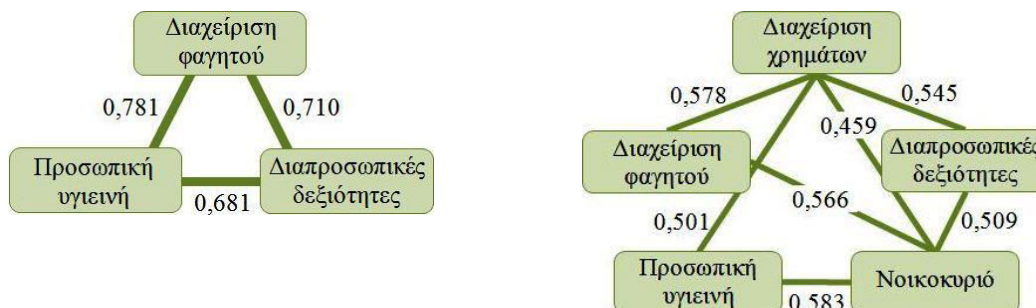 Διαχείριση
φαγητού
0,781
0,710
Προσωπική
υγιεινή
Διαπροσωπικές
δεξιότητες
0,681
Διαχείριση
χρημάτων
0,578
0,545
0,459
Διαχείριση
φαγητού
Διαπροσωπικές
δεξιότητες
0,566
0,501
0,509
Προσωπική
υγιεινή
Νοικοκυριό
0,583